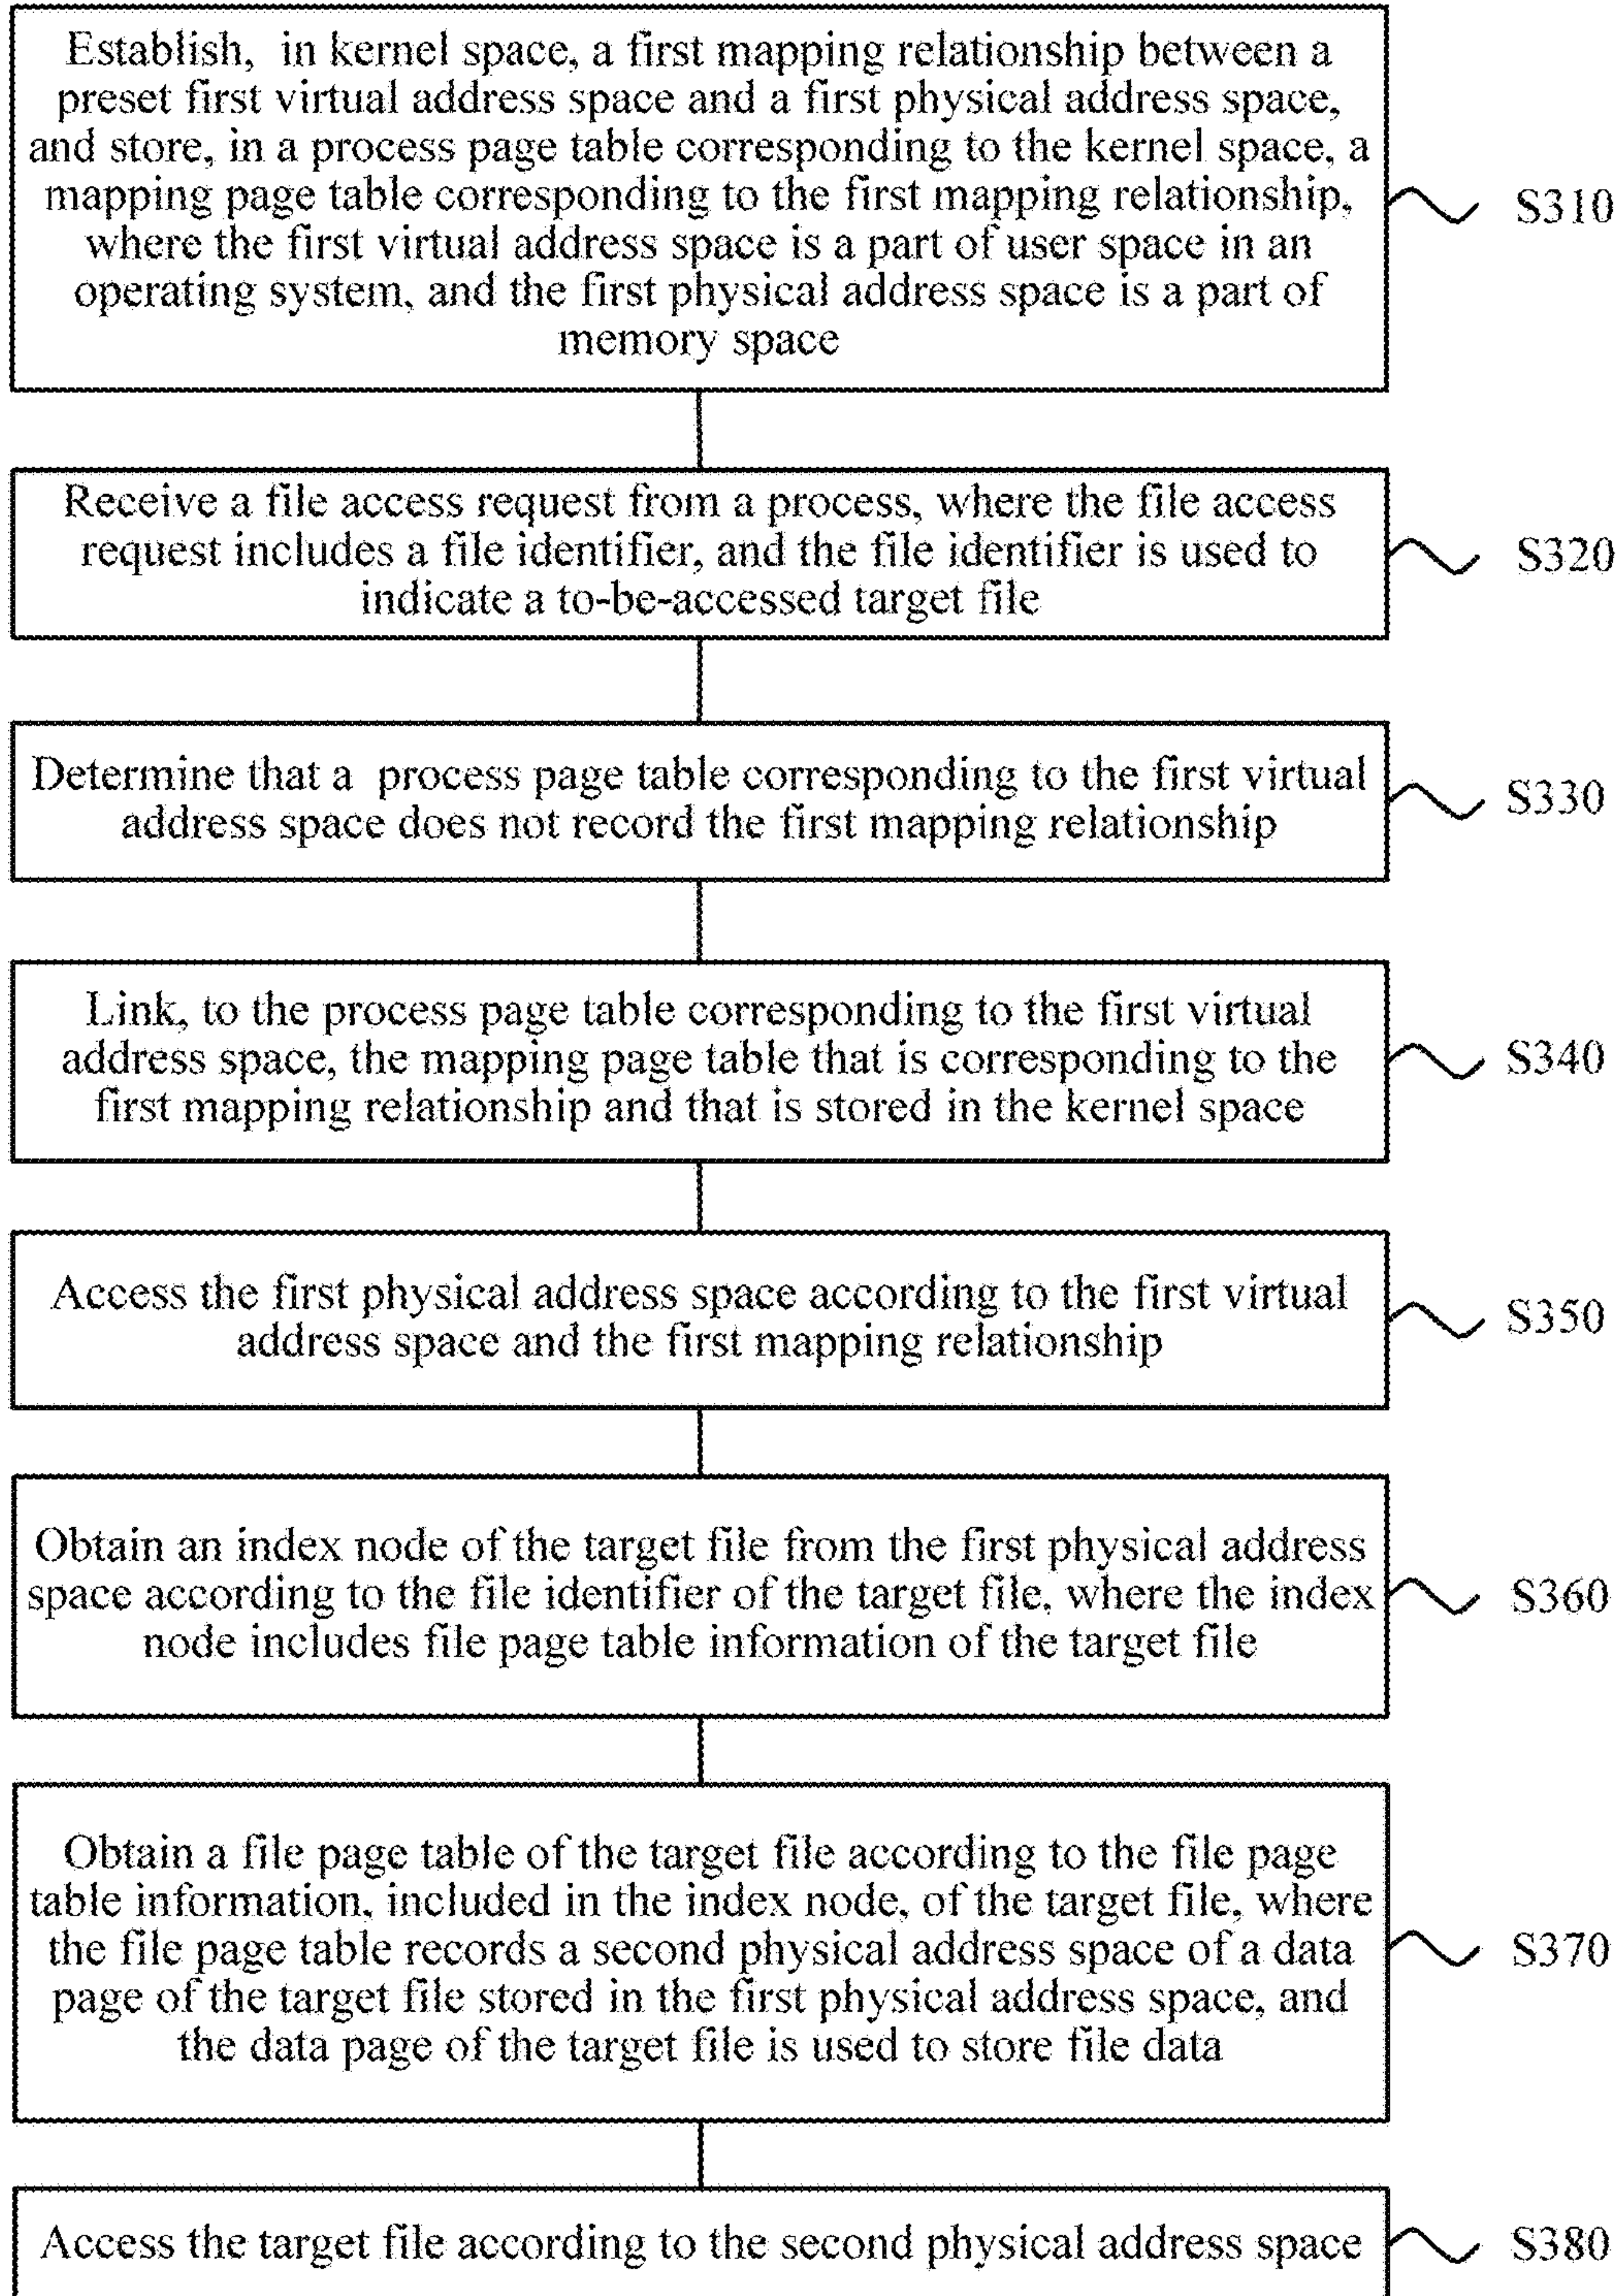 Establish, in kernel space, a first mapping relationship between a
preset first virtual address space and a first physical address space,
and store, in a process page table corresponding to the kernel space, a
mapping page table corresponding to the first mapping relationship,
where the first virtual address space is a part of user space in an
operating system, and the first physical address space is a part of
memory space
S310
Receive a file access request from a process, where the file access
request includes a file identifier, and the file identifier is used to
indicate a to-be-accessed target file
S320
Determine that a process page table corresponding to the first virtual
address space does not record the first mapping relationship
S330
Link, to the process page table corresponding to the first virtual
address space, the mapping page table that is corresponding to the
first mapping relationship and that is stored in the kernel space
S340
Access the first physical address space according to the first virtual
address space and the first mapping relationship
S350
Obtain an index node of the target file from the first physical address
space according to the file identifier of the target file, where the index
node includes file page table information of the target file
S360
Obtain a file page table of the target file according to the file page
table information, included in the index node, of the target file, where
the file page table records a second physical address space of a data
page of the target file stored in the first physical address space, and
the data page of the target file is used to store file data
S370
Access the target file according to the second physical address space
S380